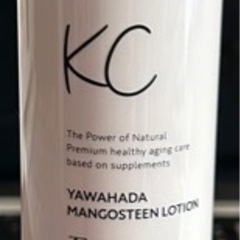 KC
The Power of Natural
Premium healthy aging care
based on supplements
YAWAHADA
MANGOSTEEN LOTION